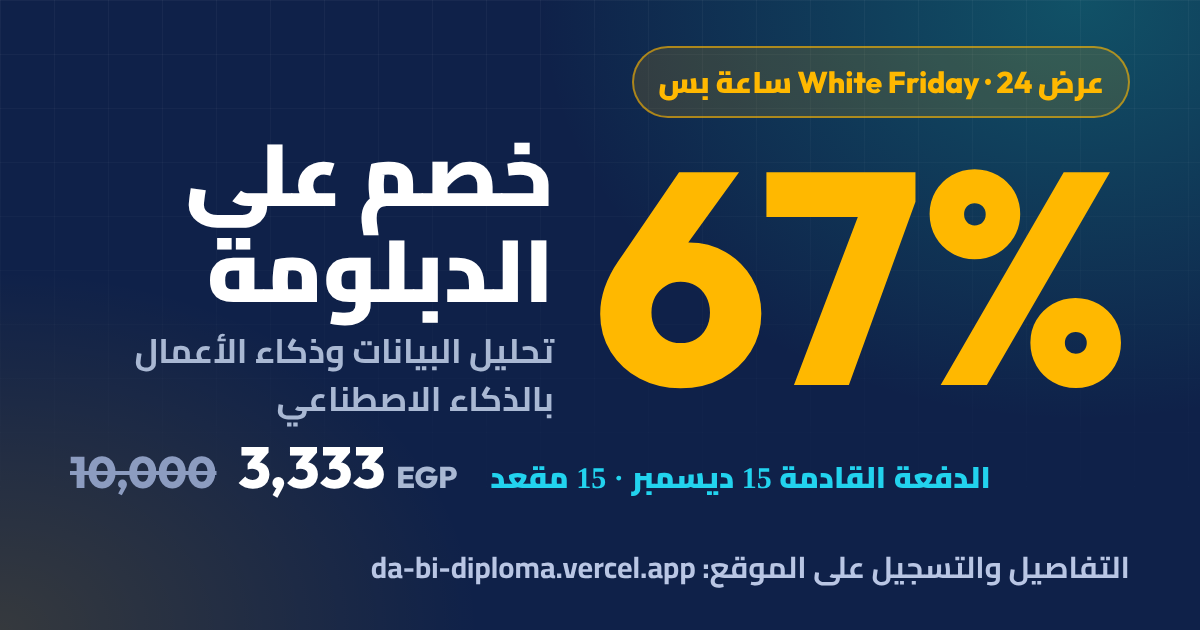 عرض White Friday · 24 ساعة بس
67%
خصم علي
الدبلومة
تحليل البيانات وذكاء الأعمال
بالذكاء الاصطناعي
10,000 3,333 EGP
الدفعة القادمة 15 ديسمبر · 15 مقعد
التفاصيل والتسجيل على الموقع: da-bi-diploma.vercel.app